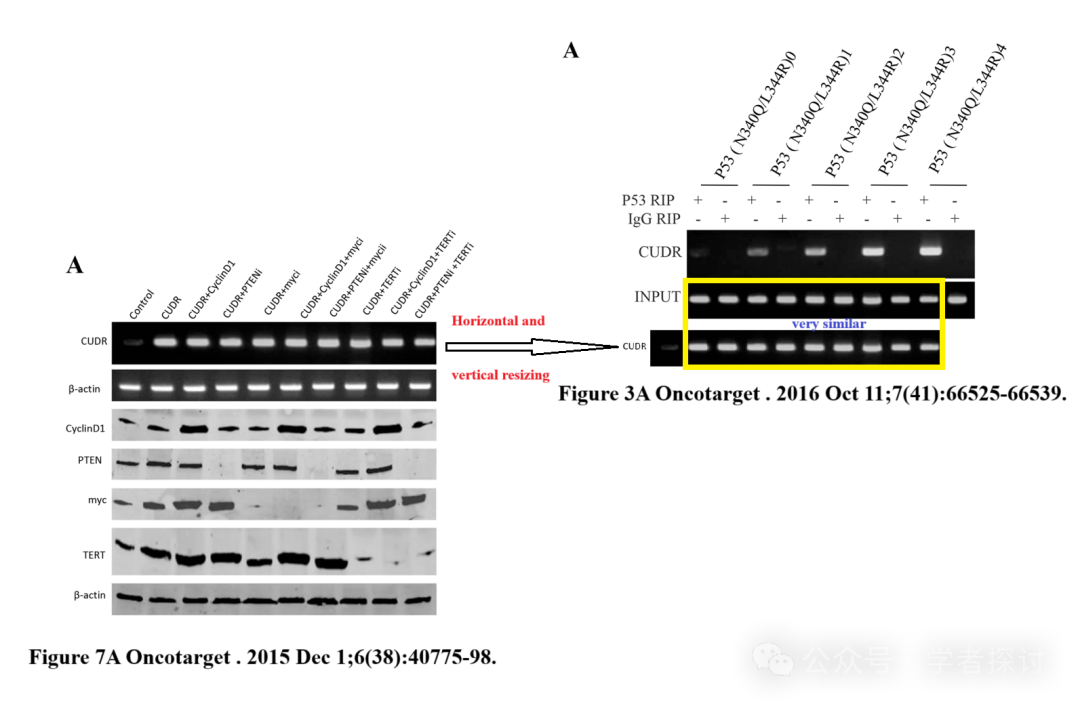 A
P53 ( N340Q/L344R)0
P53 ( N340Q/L344R)1
P53 ( N340Q/L344R)2
P53 ( N340Q/L344R)3
P53 ( N340Q/L344R)4
P53 RIP + - + - + - + - + -
IgG RIP - + - + - + - + - +
CUDR
INPUT
very similar
CUDR
Figure 3A Oncotarget . 2016 Oct 11;7(41):66525-66539.
A
Control
CUDR
CUDR+CyclinD1
CUDR+PTENi
CUDR+myci
CUDR+CyclinD1+myci
CUDR+PTENi+mycii
CUDR+TERTi
CUDR+CyclinD1+TERTi
CUDR+PTENi +TERTi
CUDR
β-actin
CyclinD1
PTEN
myc
TERT
β-actin
Horizontal and
vertical resizing
Figure 7A Oncotarget . 2015 Dec 1;6(38):40775-98.
公众号 · 学者探讨